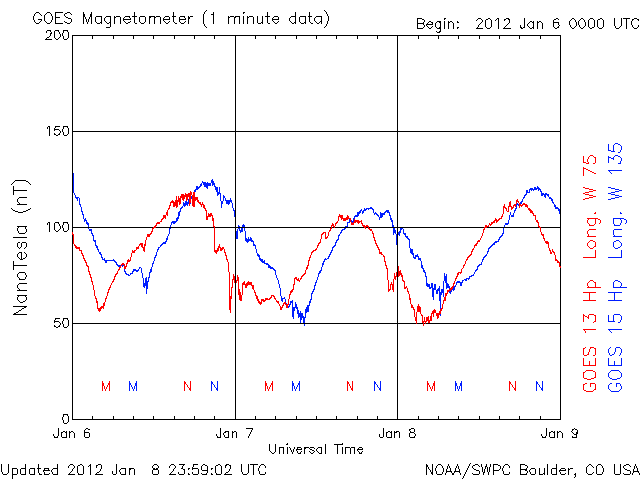 GOES Magnetometer (1 minute data)
Begin: 2012 Jan 6 0000 UTC
200
150
100
50
0
NanoTesla (nT)
M M N N M M N N M M N N
Jan 6 Jan 7 Jan 8 Jan 9
Universal Time
GOES 13 Hp Long. W 75
GOES 15 Hp Long. W 135
Updated 2012 Jan 8 23:59:02 UTC
NOAA/SWPC Boulder, CO USA